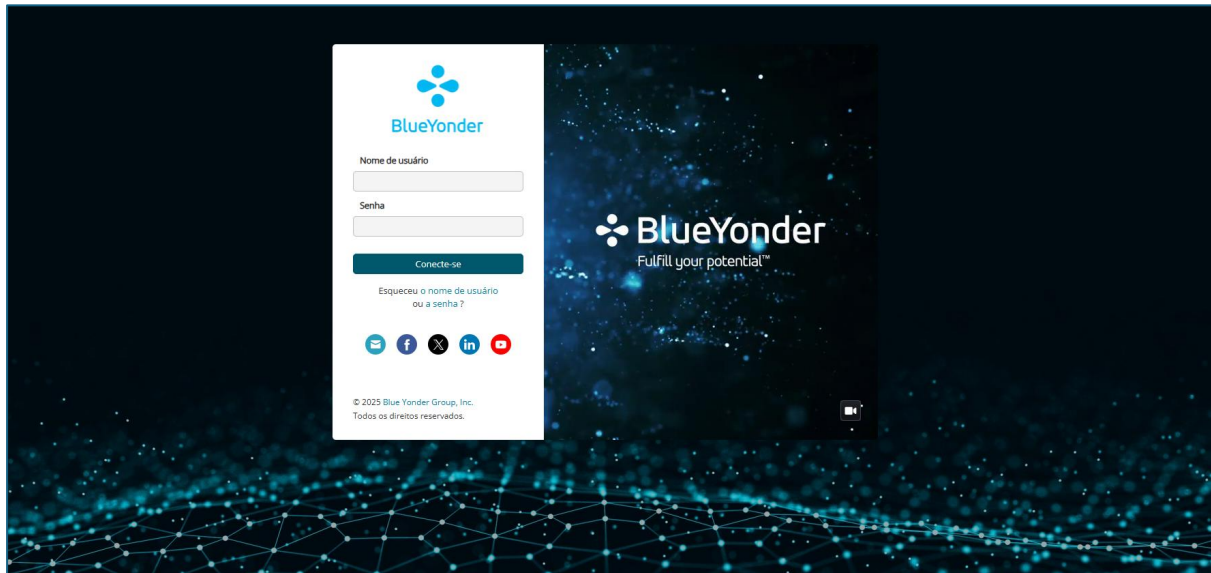 BlueYonder
Nome de usuário
Senha
Conecte-se
Esqueceu o nome de usuário
ou a senha ?
© 2025 Blue Yonder Group, Inc.
Todos os direitos reservados.
BlueYonder
Fulfill your potential™